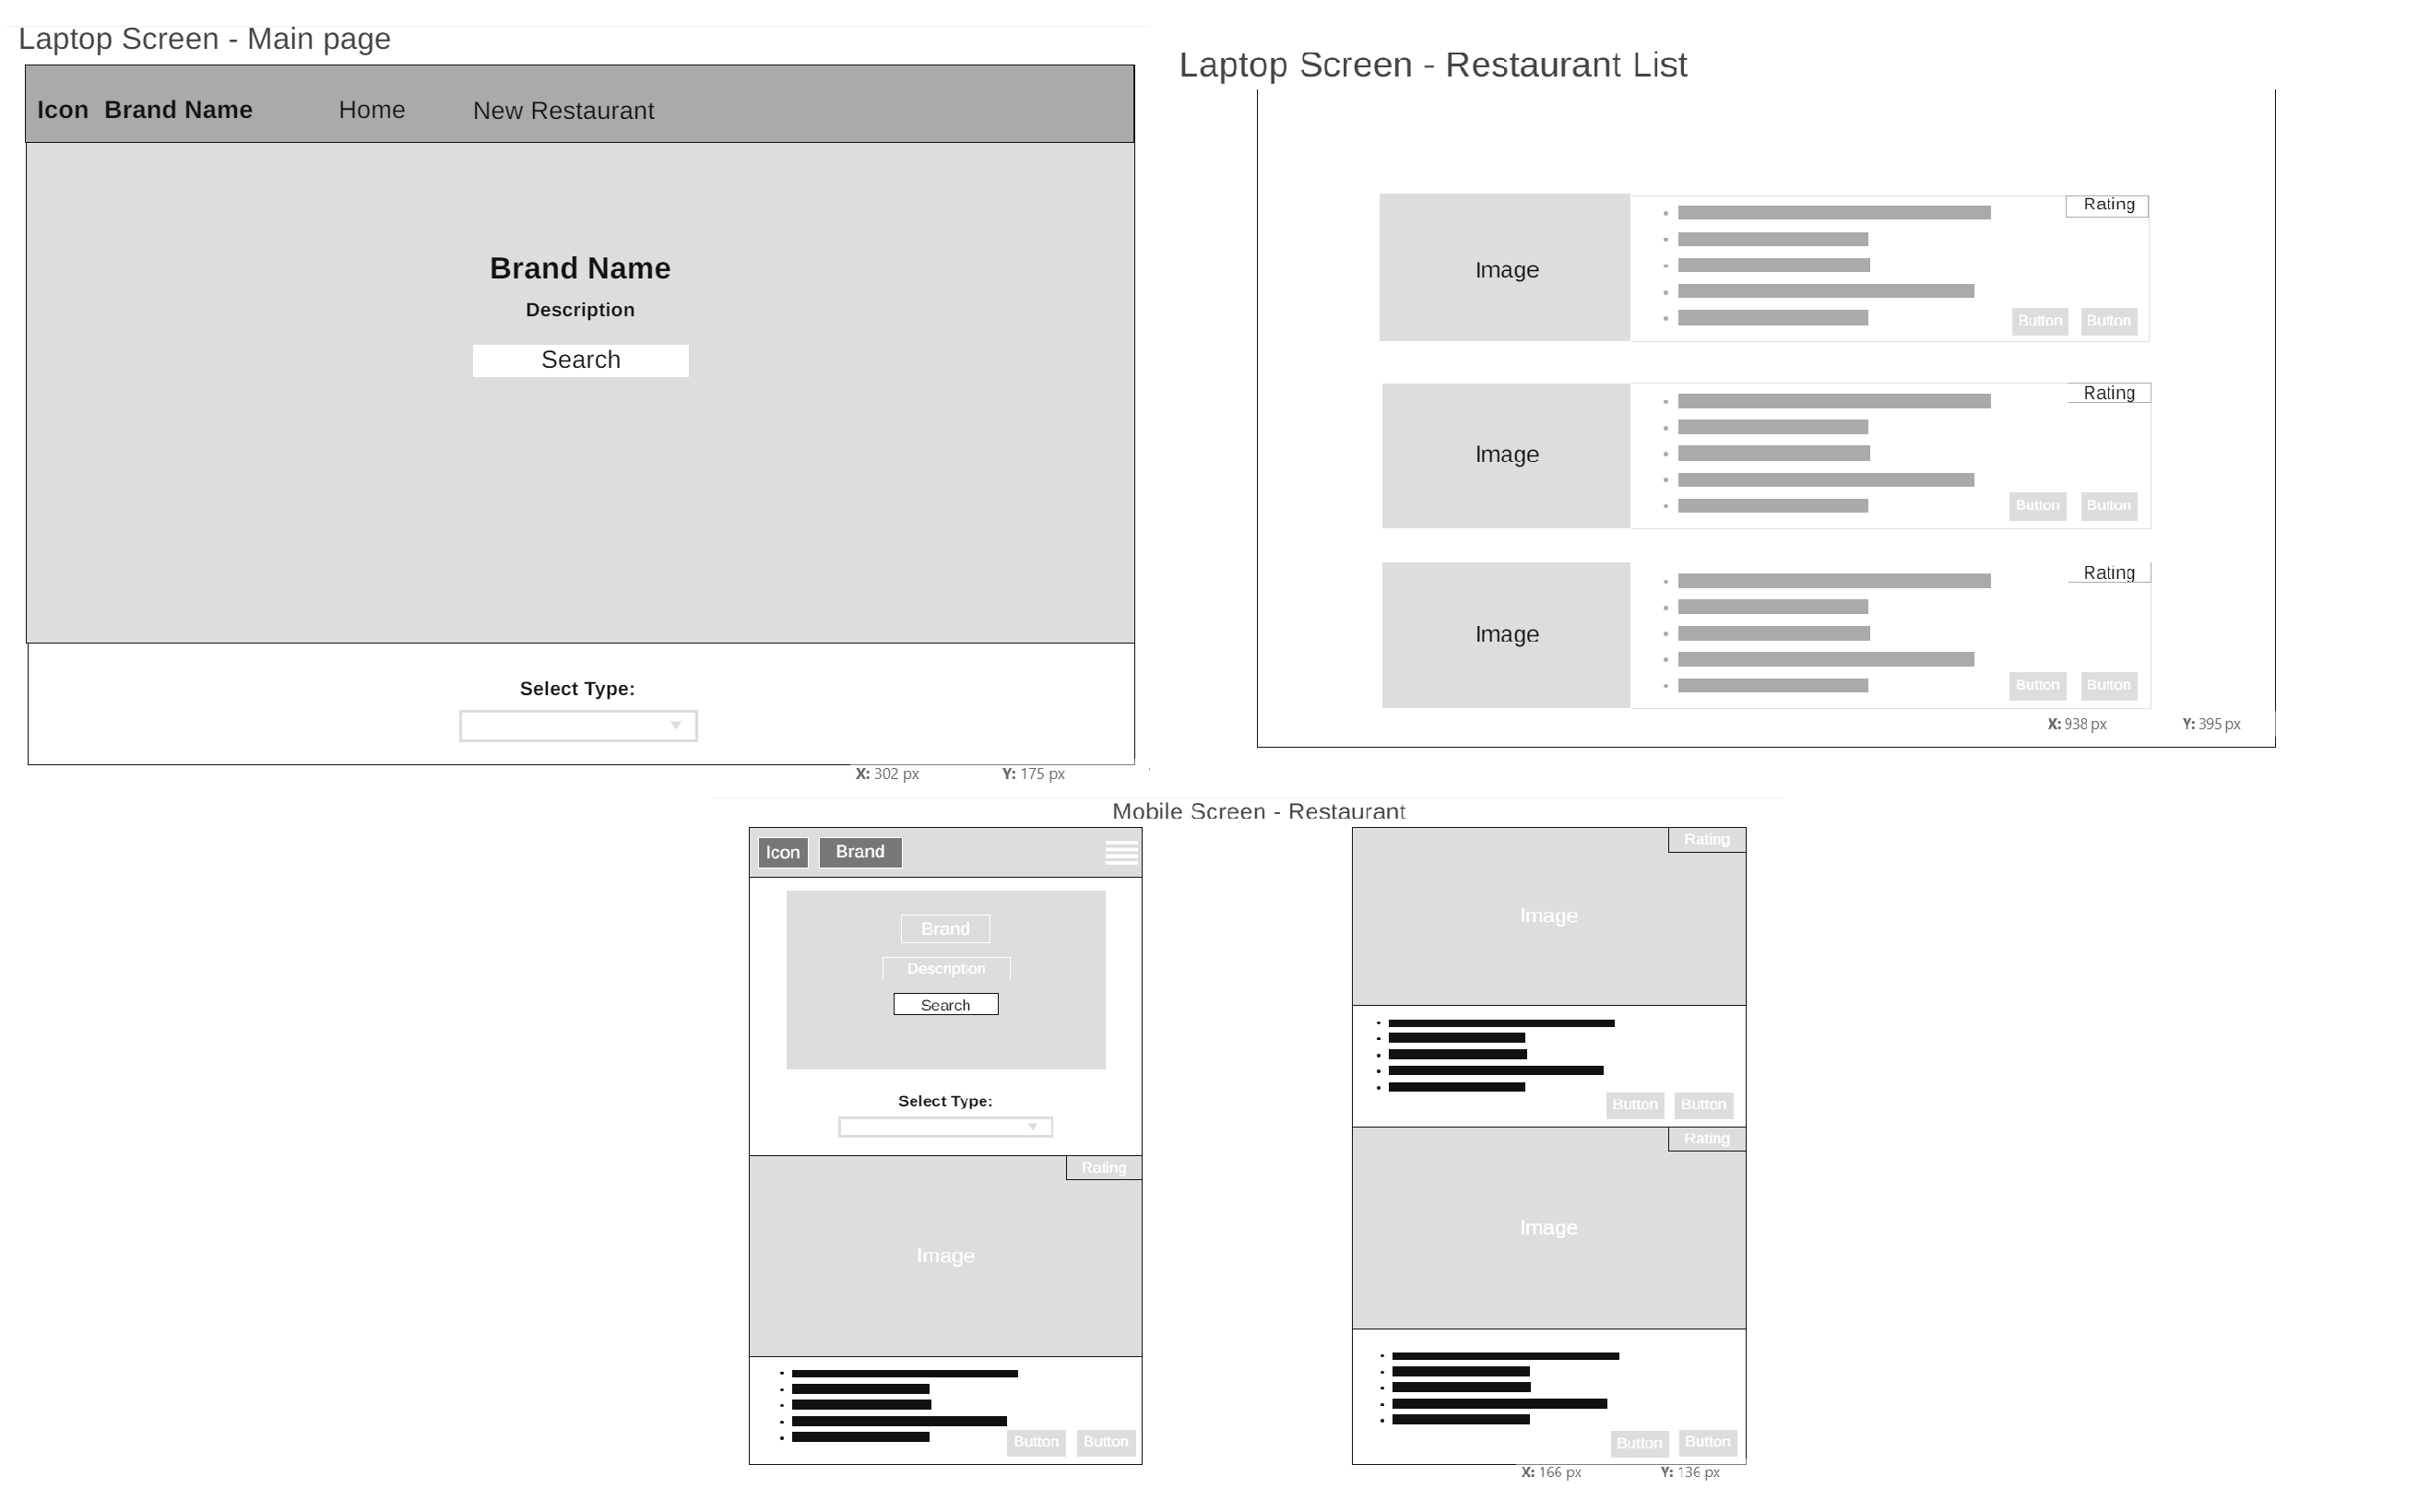 Laptop Screen - Main page
Icon Brand Name Home New Restaurant
Brand Name
Description
Search
Select Type:
X: 302 px Y: 175 px
Laptop Screen - Restaurant List
Rating
Image
Button Button
Rating
Image
Button Button
Rating
Image
Button Button
X: 938 px Y: 395 px
Mobile Screen - Restaurant
Icon Brand
Brand
Description
Search
Select Type:
Rating
Image
Button Button
Rating
Image
Button Button
Rating
Image
Button Button
X: 166 px Y: 136 px